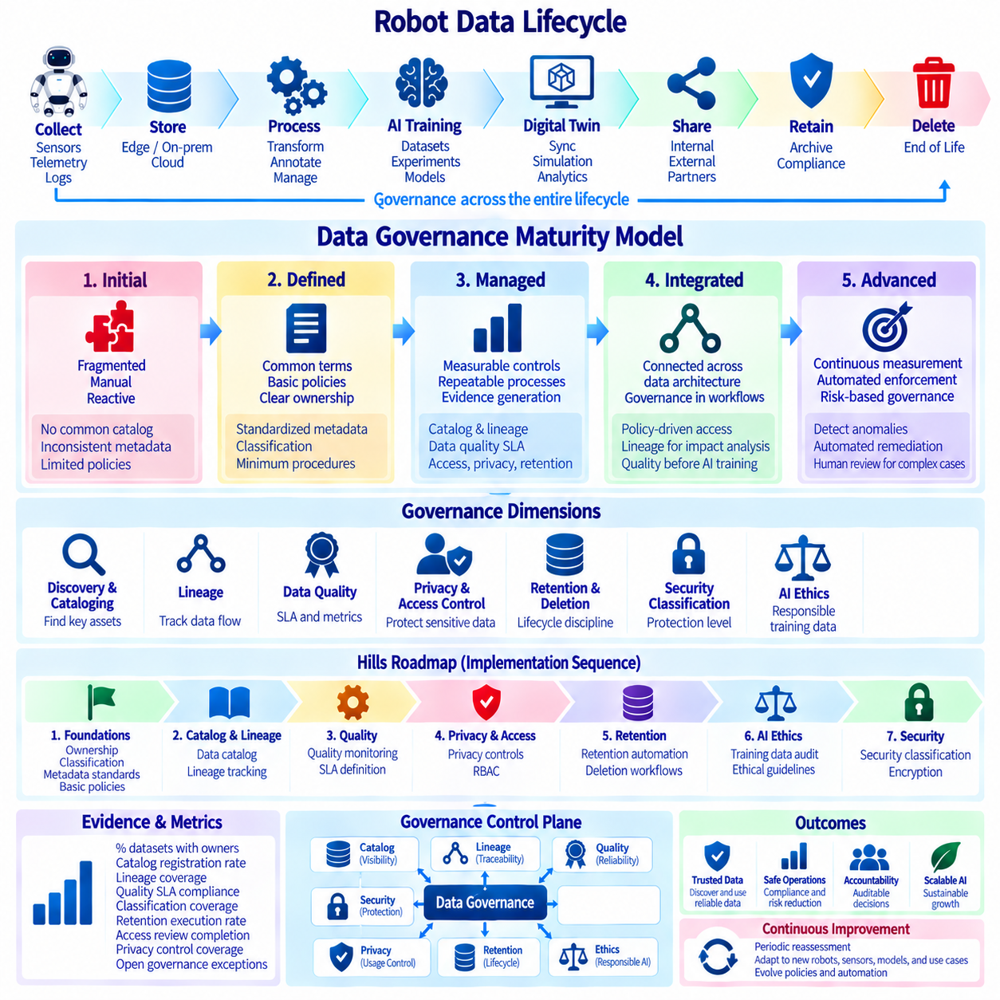 Robot Data Lifecycle
Collect
Sensors
Telemetry
Logs
Store
Edge / On-prem
Cloud
Process
Transform
Annotate
Manage
AI Training
Datasets
Experiments
Models
Digital Twin
Sync
Simulation
Analytics
Share
Internal
External
Partners
Retain
Archive
Compliance
Delete
End of Life
Governance across the entire lifecycle
Data Governance Maturity Model
1. Initial
Fragmented
Manual
Reactive
No common catalog
Inconsistent metadata
Limited policies
2. Defined
Common terms
Basic policies
Clear ownership
Standardized metadata
Classification
Minimum procedures
3. Managed
Measurable controls
Repeatable processes
Evidence generation
Catalog & lineage
Data quality SLA
Access, privacy, retention
4. Integrated
Connected across
data architecture
Governance in workflows
Policy-driven access
Lineage for impact analysis
Quality before AI training
5. Advanced
Continuous measurement
Automated enforcement
Risk-based governance
Detect anomalies
Automated remediation
Human review for complex cases
Governance Dimensions
Discovery &
Cataloging
Find key assets
Lineage
Track data flow
Data Quality
SLA and metrics
Privacy &
Access Control
Protect sensitive data
Retention &
Deletion
Lifecycle discipline
Security
Classification
Protection level
AI Ethics
Responsible
training data
Hills Roadmap (Implementation Sequence)
1. Foundations
Ownership
Classification
Metadata standards
Basic policies
2. Catalog & Lineage
Data catalog
Lineage tracking
3. Quality
Quality monitoring
SLA definition
4. Privacy & Access
Privacy controls
RBAC
5. Retention
Retention automation
Deletion workflows
6. AI Ethics
Training data audit
Ethical guidelines
7. Security
Security classification
Encryption
Evidence & Metrics
% datasets with owners
Catalog registration rate
Lineage coverage
Quality SLA compliance
Classification coverage
Retention execution rate
Access review completion
Privacy control coverage
Open governance exceptions
Governance Control Plane
Catalog
(Visibility)
Lineage
(Traceability)
Quality
(Reliability)
Security
(Protection)
Data Governance
Privacy
(Usage Control)
Retention
(Lifecycle)
Ethics
(Responsible AI)
Outcomes
Trusted Data
Discover and use
reliable data
Safe Operations
Compliance and
risk reduction
Accountability
Auditable
decisions
Scalable AI
Sustainable
growth
Continuous Improvement
Periodic reassessment
Adapt to new robots, sensors, models, and use cases
Evolve policies and automation